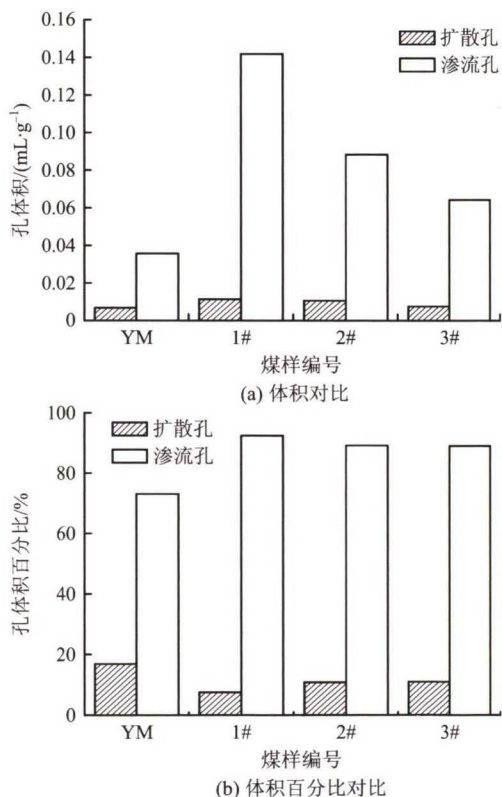 0.16
0.14
0.12
0.10
0.08
0.06
0.04
0.02
0
孔体积/(mL·g⁻¹)
扩散孔
渗流孔
YM 1# 2# 3#
煤样编号
(a) 体积对比
100
80
60
40
20
0
孔体积百分比/%
扩散孔
渗流孔
YM 1# 2# 3#
煤样编号
(b) 体积百分比对比